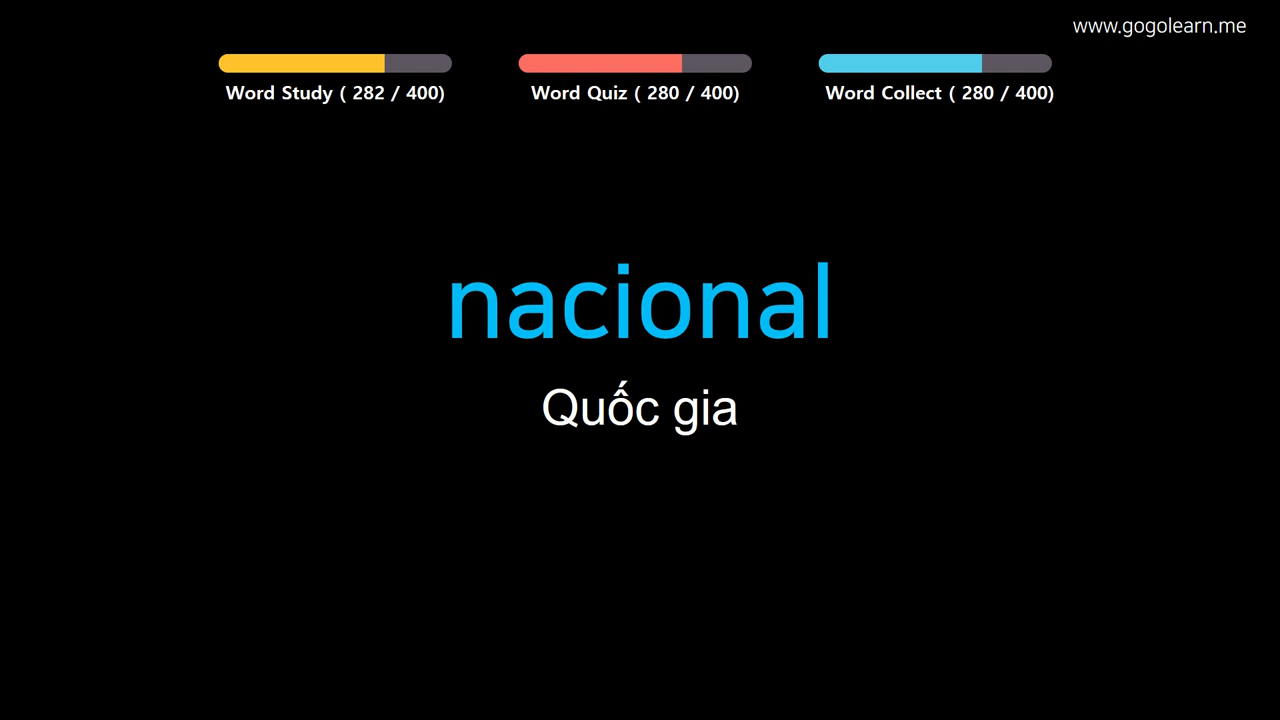 www.gogolearn.me
Word Study ( 282 / 400)
Word Quiz ( 280 / 400)
Word Collect ( 280 / 400)
nacional
Quốc gia